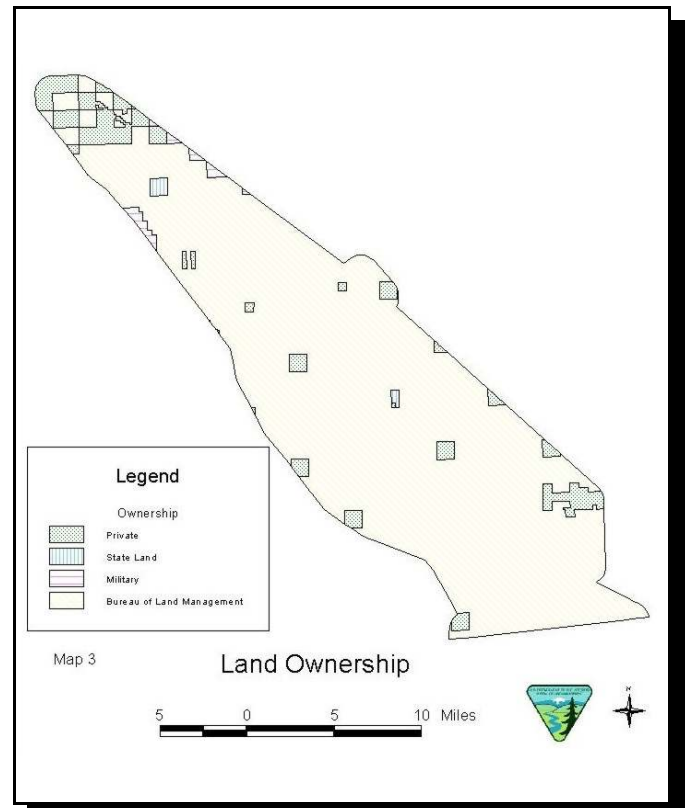 Legend
Ownership
Private
State Land
Military
Bureau of Land Management
Map 3
Land Ownership
5 0 5 10 Miles
N